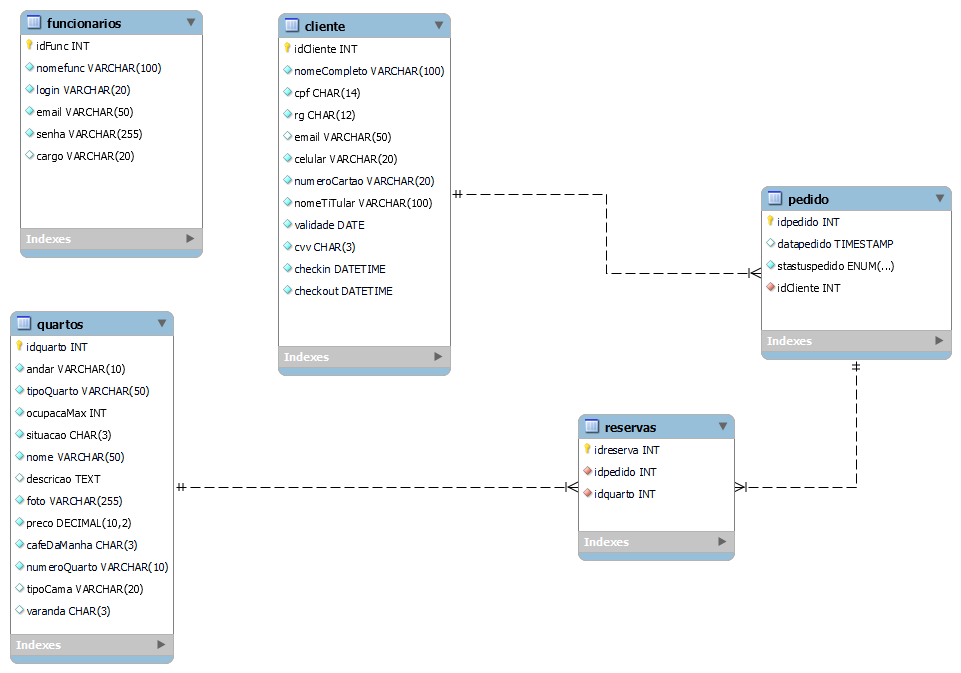 funcionarios
idFunc INT
nomefunc VARCHAR(100)
login VARCHAR(20)
email VARCHAR(50)
senha VARCHAR(255)
cargo VARCHAR(20)
Indexes
cliente
idCliente INT
nomeCompleto VARCHAR(100)
cpf CHAR(14)
rg CHAR(12)
email VARCHAR(50)
celular VARCHAR(20)
numeroCartao VARCHAR(20)
nomeTiTular VARCHAR(100)
validade DATE
cvv CHAR(3)
checkin DATETIME
checkout DATETIME
Indexes
pedido
idpedido INT
datapedido TIMESTAMP
stastuspedido ENUM(...)
idCliente INT
Indexes
quartos
idquarto INT
andar VARCHAR(10)
tipoQuarto VARCHAR(50)
ocupacaMax INT
situacao CHAR(3)
nome VARCHAR(50)
descricao TEXT
foto VARCHAR(255)
preco DECIMAL(10,2)
cafeDaManha CHAR(3)
numeroQuarto VARCHAR(10)
tipoCama VARCHAR(20)
varanda CHAR(3)
Indexes
reservas
idreserva INT
idpedido INT
idquarto INT
Indexes